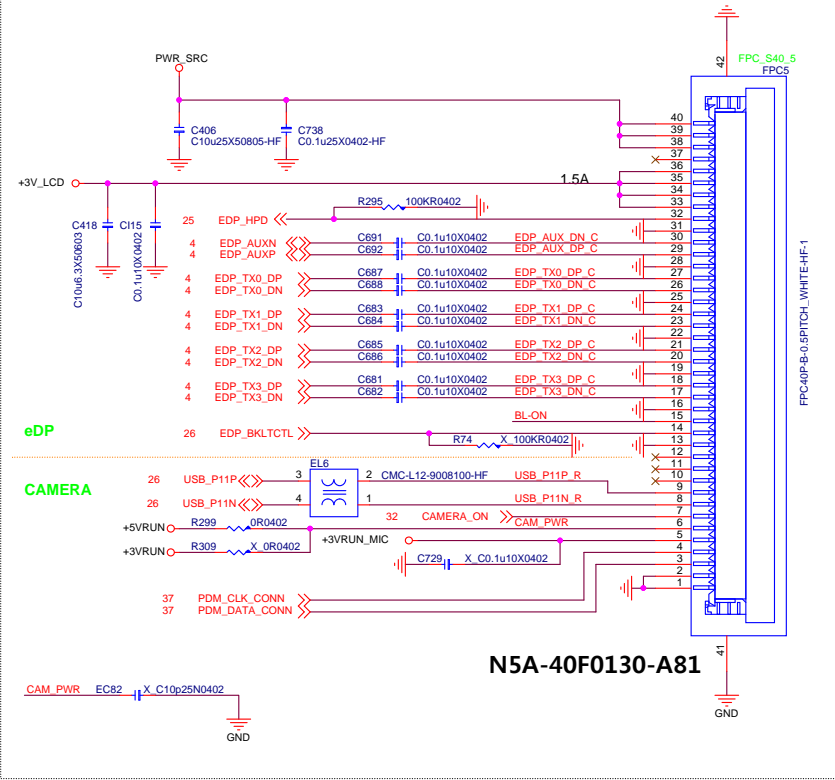 42
FPC_S40_5
FPC5
PWR_SRC
C406
C10u25X50805-HF
C738
C0.1u25X0402-HF
40
39
38
37
36
35
34
33
32
31
30
29
28
27
26
25
24
23
22
21
20
19
18
17
16
15
14
13
12
11
10
9
8
7
6
5
4
3
2
1
+3V_LCD
1.5A
C418
C10u6.3X50603
CI15
C0.1u10X0402
R295 100KR0402
25 EDP_HPD
4 EDP_AUXN C691 C0.1u10X0402 EDP_AUX_DN_C
4 EDP_AUXP C692 C0.1u10X0402 EDP_AUX_DP_C
4 EDP_TX0_DP C687 C0.1u10X0402 EDP_TX0_DP_C
4 EDP_TX0_DN C688 C0.1u10X0402 EDP_TX0_DN_C
4 EDP_TX1_DP C683 C0.1u10X0402 EDP_TX1_DP_C
4 EDP_TX1_DN C684 C0.1u10X0402 EDP_TX1_DN_C
4 EDP_TX2_DP C685 C0.1u10X0402 EDP_TX2_DP_C
4 EDP_TX2_DN C686 C0.1u10X0402 EDP_TX2_DN_C
4 EDP_TX3_DP C681 C0.1u10X0402 EDP_TX3_DP_C
4 EDP_TX3_DN C682 C0.1u10X0402 EDP_TX3_DN_C
BL-ON
eDP
26 EDP_BKLTCTL
R74 X_100KR0402
CAMERA
EL6
26 USB_P11P 3 2 CMC-L12-9008100-HF USB_P11P_R
26 USB_P11N 4 1 USB_P11N_R
32 CAMERA_ON
CAM_PWR
+5VRUN R299 0R0402
+3VRUN R309 X_0R0402
+3VRUN_MIC
C729 X_C0.1u10X0402
37 PDM_CLK_CONN
37 PDM_DATA_CONN
FPC40P-B-0.5PITCH_WHITE-HF-1
41
N5A-40F0130-A81
GND
CAM_PWR EC82 X_C10p25N0402
GND